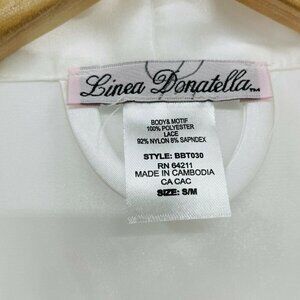 Linea Donatella™
BODY& MOTIF
100% POLYESTER
LACE
92% NYLON 8% SAPNDEX
STYLE: BBT030
RN 64211
MADE IN CAMBODIA
CA CAC
SIZE: S/M